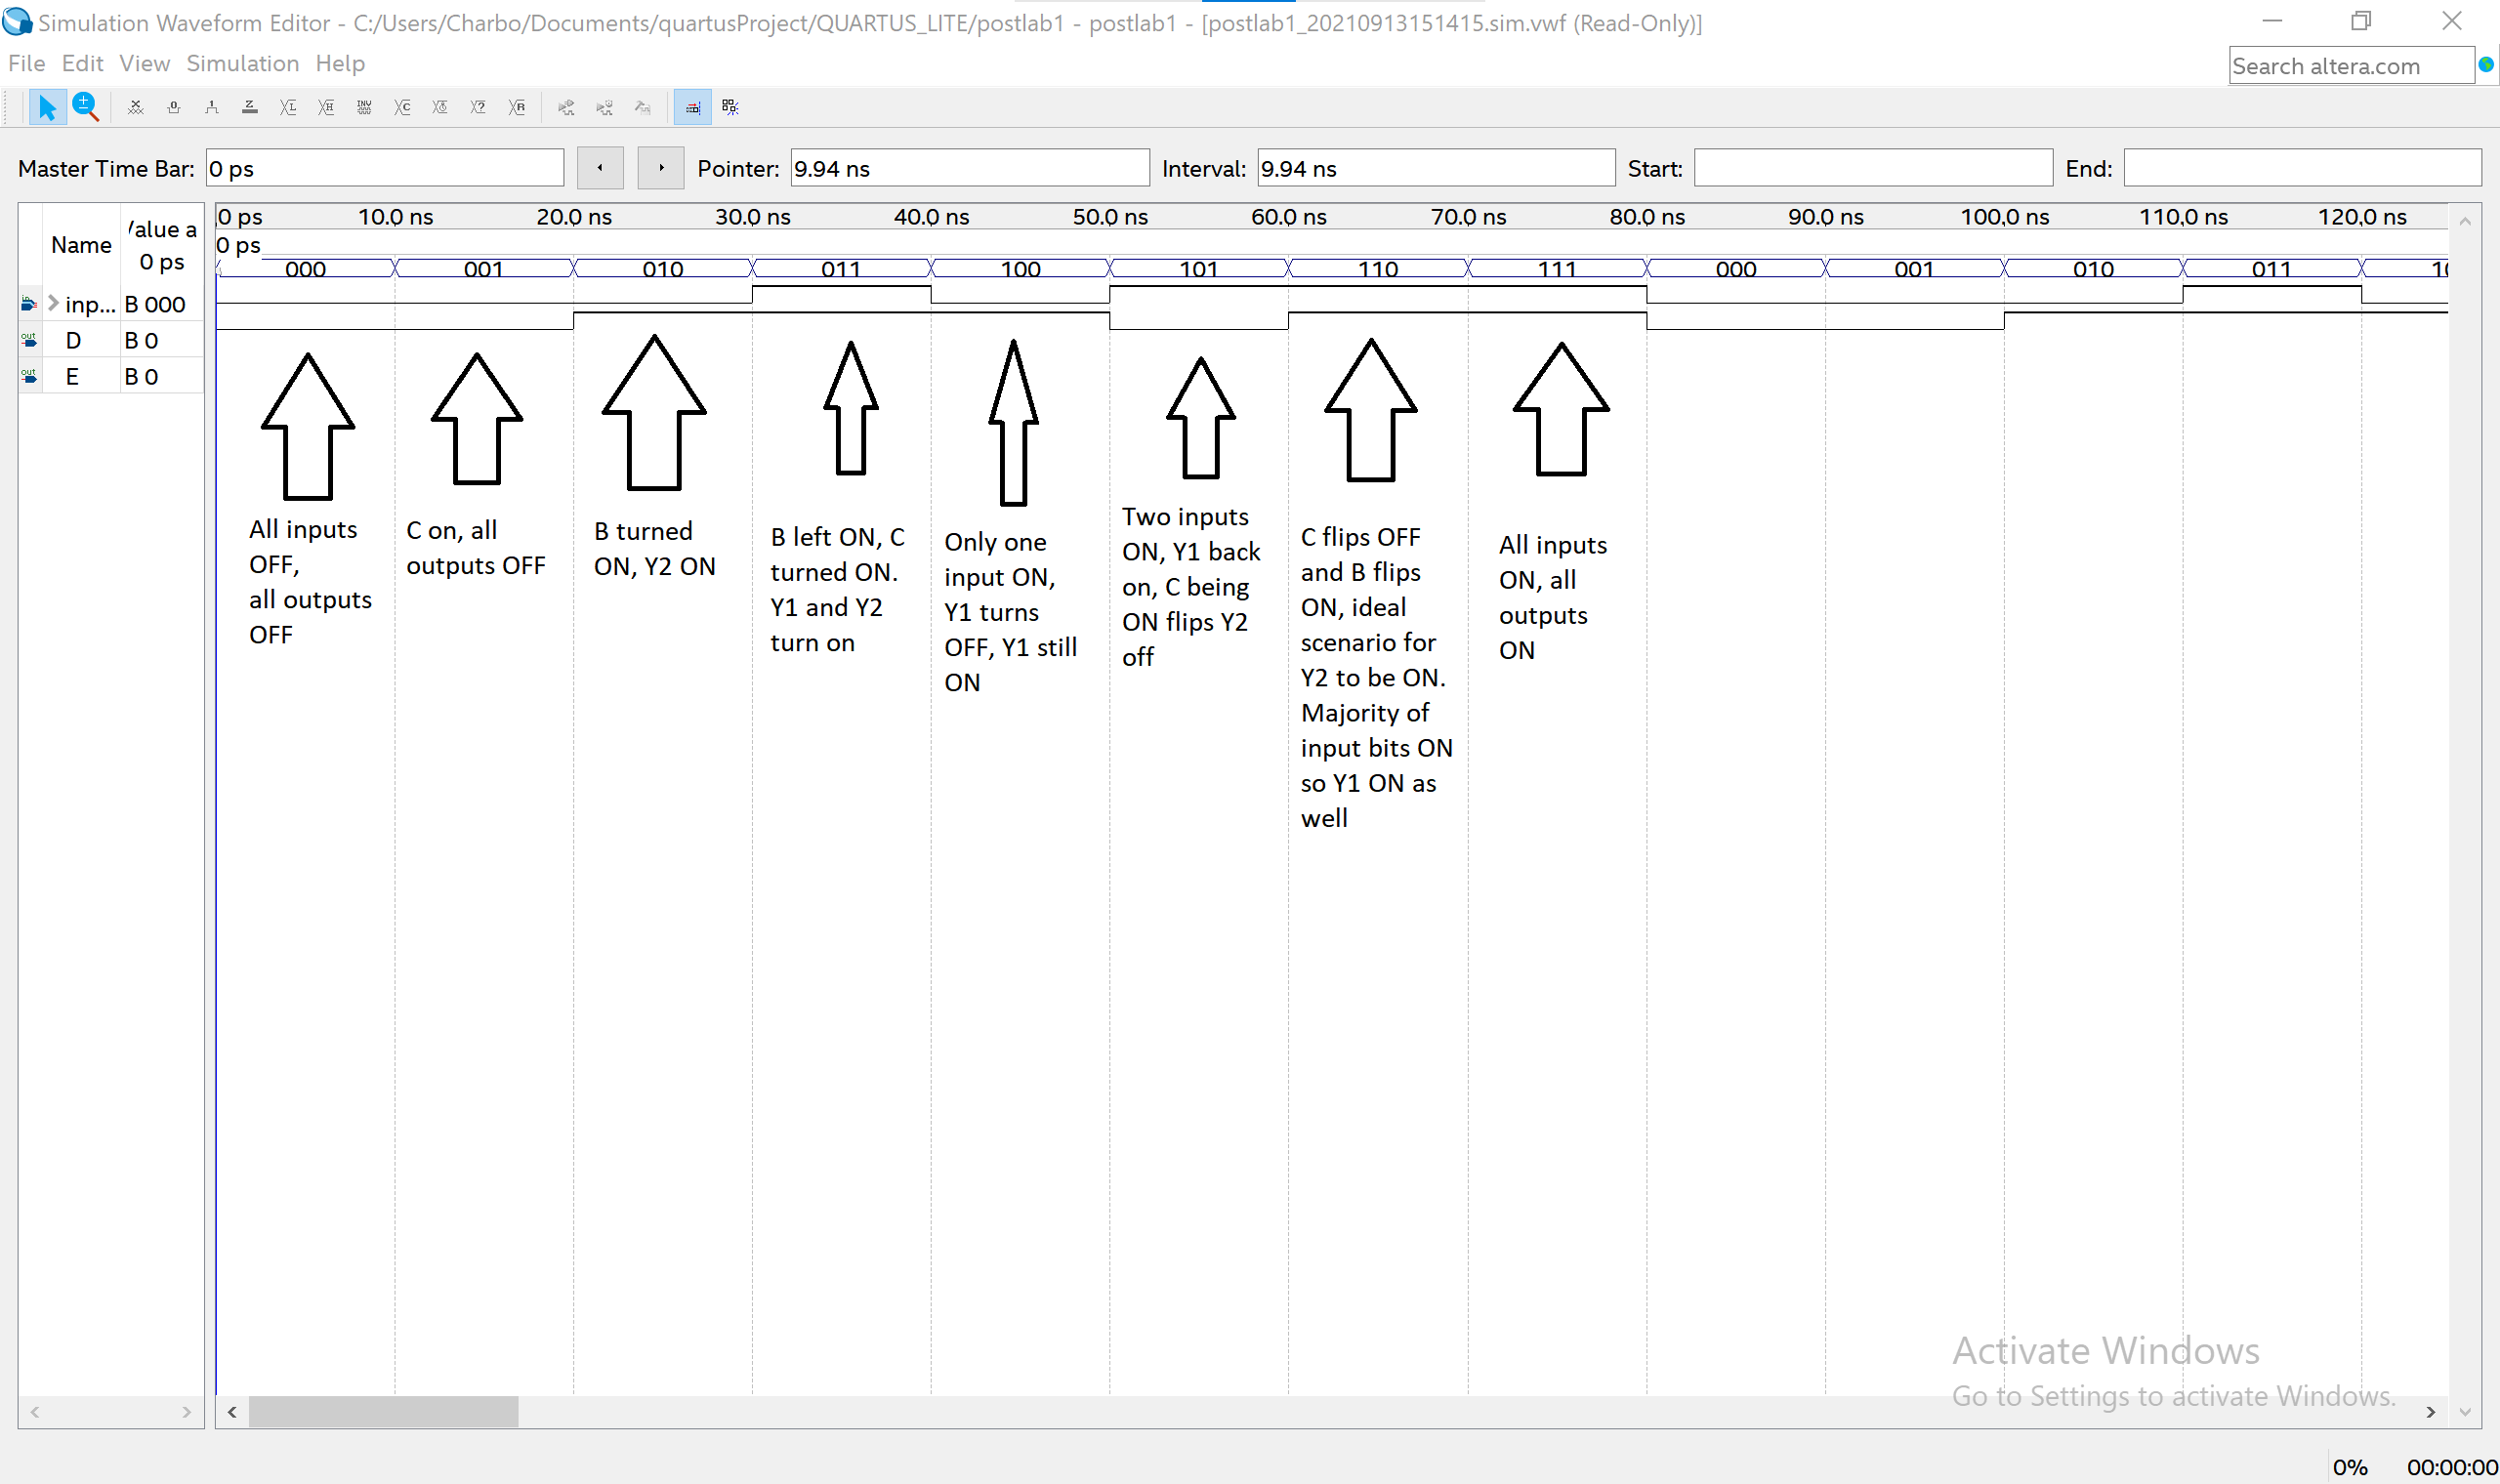 Simulation Waveform Editor - C:/Users/Charbo/Documents/quartusProject/QUARTUS_LITE/postlab1 - postlab1 - [postlab1_20210913151415.sim.vwf (Read-Only)]
File Edit View Simulation Help
Search altera.com
Master Time Bar: 0 ps Pointer: 9.94 ns Interval: 9.94 ns Start: End:
Name
/alue a
0 ps
0 ps 10.0 ns 20.0 ns 30.0 ns 40.0 ns 50.0 ns 60.0 ns 70.0 ns 80.0 ns 90.0 ns 100.0 ns 110.0 ns 120.0 ns
0 ps
000 001 010 011 100 101 110 111 000 001 010 011 10
inp... B 000
out D B 0
out E B 0
All inputs
OFF,
all outputs
OFF
C on, all
outputs OFF
B turned
ON, Y2 ON
B left ON, C
turned ON.
Y1 and Y2
turn on
Only one
input ON,
Y1 turns
OFF, Y1 still
ON
Two inputs
ON, Y1 back
on, C being
ON flips Y2
off
C flips OFF
and B flips
ON, ideal
scenario for
Y2 to be ON.
Majority of
input bits ON
so Y1 ON as
well
All inputs
ON, all
outputs
ON
Activate Windows
Go to Settings to activate Windows.
0% 00:00:00